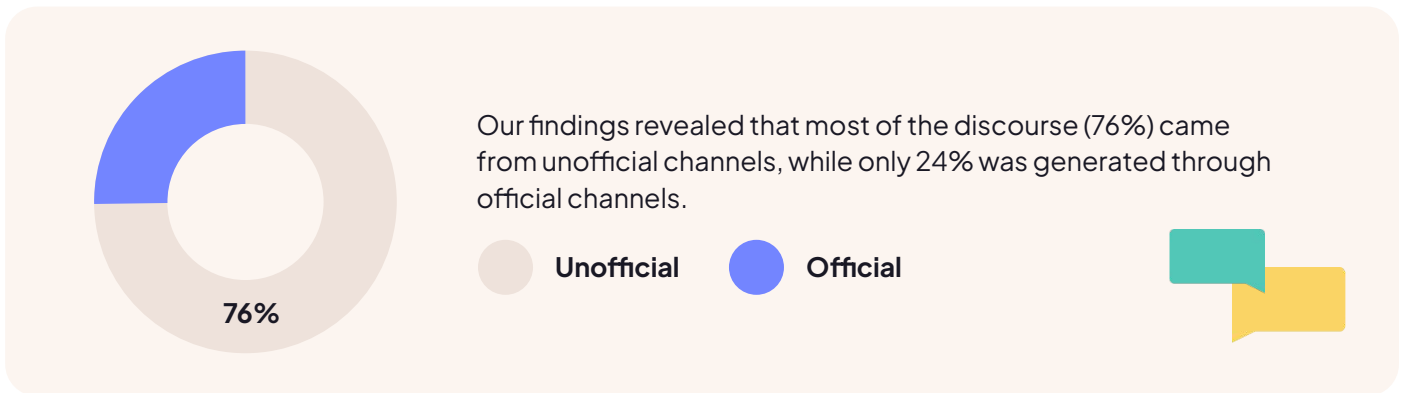 Our findings revealed that most of the discourse (76%) came
from unofficial channels, while only 24% was generated through
official channels.
Unofficial
Official
76%